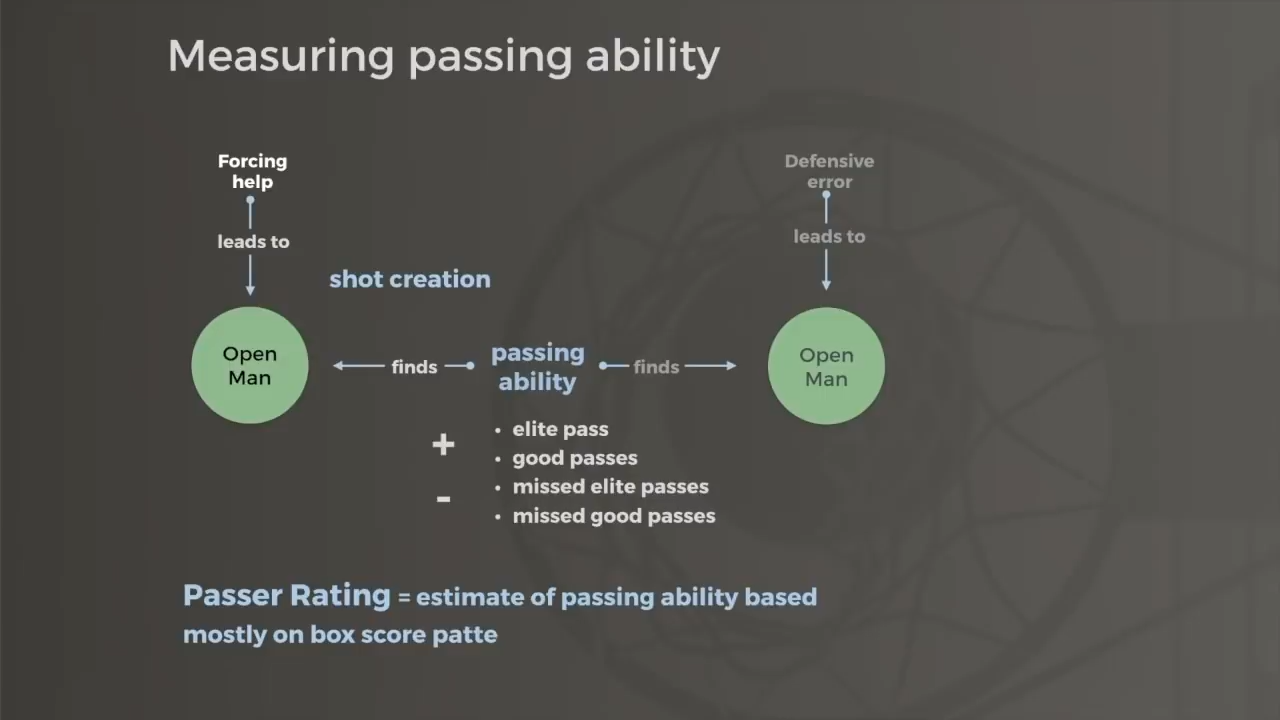 Measuring passing ability
Forcing
help
leads to
shot creation
Open
Man
finds
passing
ability
finds
Defensive
error
leads to
Open
Man
+
-
• elite pass
• good passes
• missed elite passes
• missed good passes
Passer Rating = estimate of passing ability based
mostly on box score patte